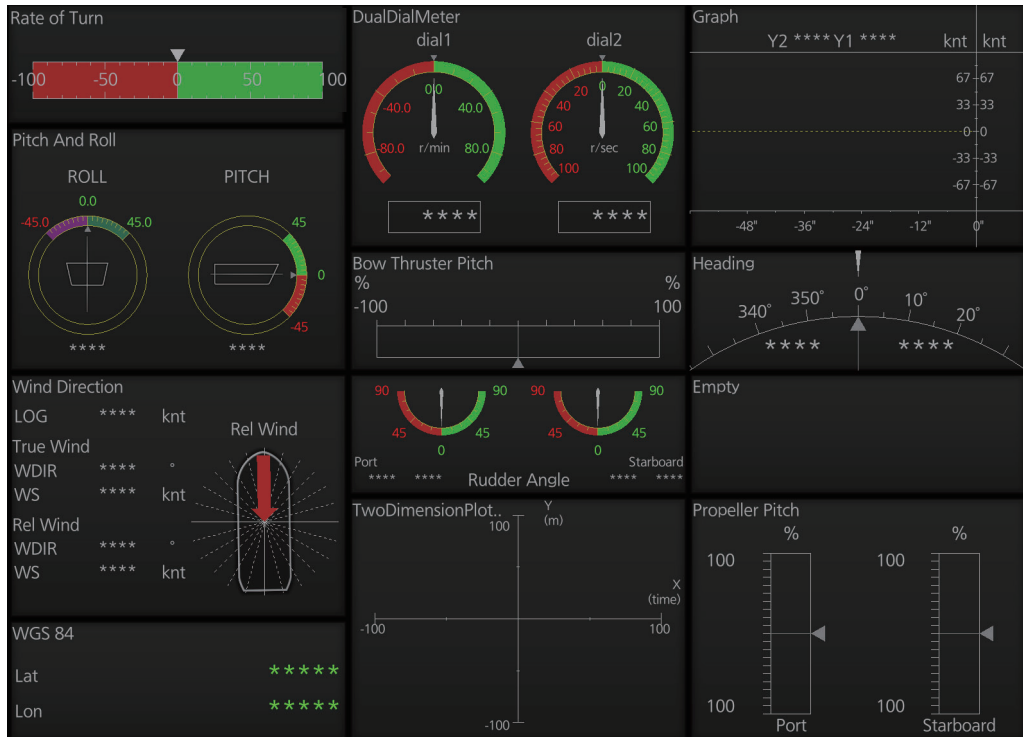 Rate of Turn
-100 -50 0 50 100
Pitch And Roll
ROLL PITCH
0.0
-45.0 45.0
45
0
-45
**** ****
Wind Direction
LOG **** knt
True Wind
WDIR **** °
WS **** knt
Rel Wind
WDIR **** °
WS **** knt
Rel Wind
WGS 84
Lat *****
Lon *****
DualDialMeter
dial1 dial2
0.0
-40.0 40.0
-80.0 80.0
r/min
0
20 20
40 40
60 60
80 80
100 100
r/sec
**** ****
Bow Thruster Pitch
% %
-100 100
90 90 90 90
45 45 45 45
0 0
Port Starboard
**** **** Rudder Angle **** ****
TwoDimensionPlot..
Y
(m)
100
X
(time)
-100 100
-100
Graph
Y2 **** Y1 **** knt knt
67 67
33 33
0 0
-33 -33
-67 -67
-48" -36" -24" -12" 0"
Heading
340° 350° 0° 10° 20°
**** ****
Empty
Propeller Pitch
% %
100 100
100 100
Port Starboard